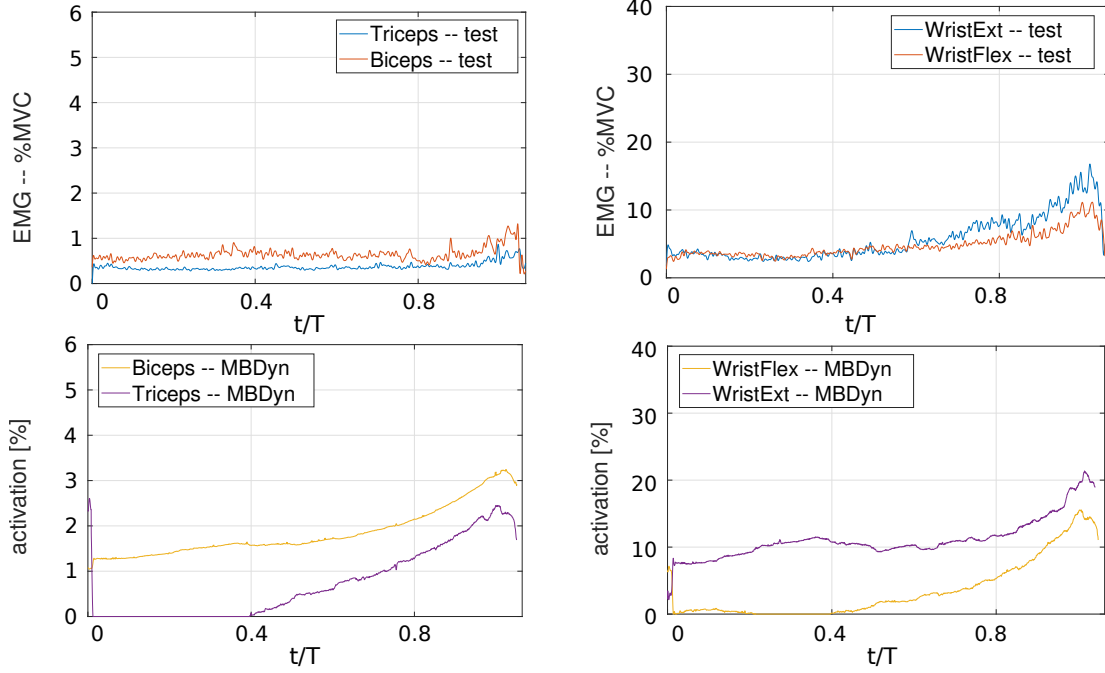 6
5
4
3
2
1
0
EMG -- %MVC
Triceps -- test
Biceps -- test
0
0.4
0.8
t/T
40
30
20
10
0
EMG -- %MVC
WristExt -- test
WristFlex -- test
0
0.4
0.8
t/T
6
5
4
3
2
1
0
activation [%]
Biceps -- MBDyn
Triceps -- MBDyn
0
0.4
0.8
t/T
40
30
20
10
0
activation [%]
WristFlex -- MBDyn
WristExt -- MBDyn
0
0.4
0.8
t/T